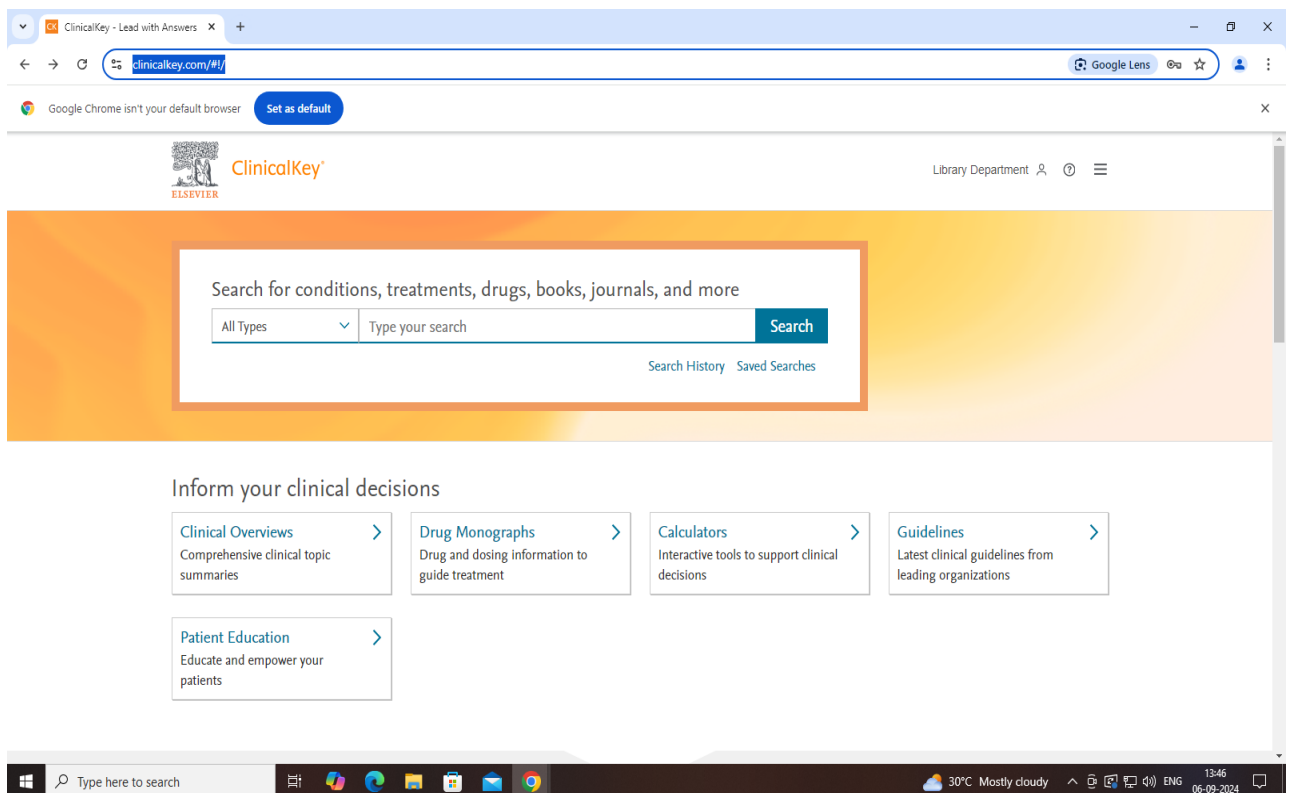 CK ClinicalKey - Lead with Answers
clinicalkey.com/#!/
Google Lens
Google Chrome isn't your default browser Set as default
ELSEVIER
ClinicalKey®
Library Department
Search for conditions, treatments, drugs, books, journals, and more
All Types Type your search Search
Search History Saved Searches
Inform your clinical decisions
Clinical Overviews
Comprehensive clinical topic
summaries
Drug Monographs
Drug and dosing information to
guide treatment
Calculators
Interactive tools to support clinical
decisions
Guidelines
Latest clinical guidelines from
leading organizations
Patient Education
Educate and empower your
patients
Type here to search
30°C Mostly cloudy
ENG
13:46
06-09-2024